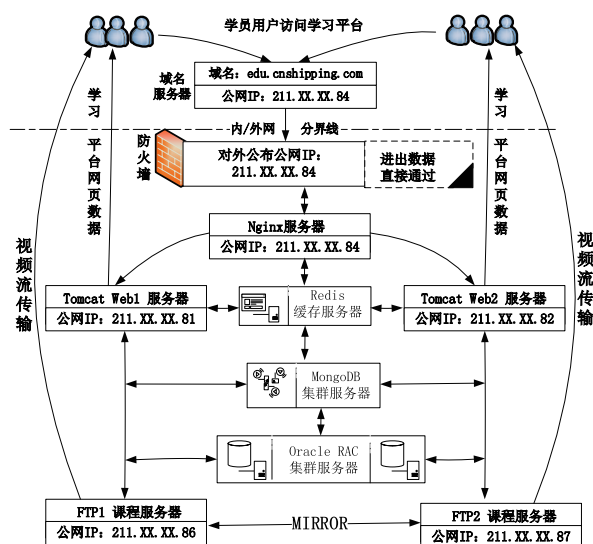 学员用户访问学习平台
域名服务器
域名：edu.cnshipping.com
公网IP：211.XX.XX.84
学习
学习
内/外网 分界线
防火墙
对外公布公网IP：
211.XX.XX.84
进出数据
直接通过
平台网页数据
平台网页数据
Nginx服务器
公网IP：211.XX.XX.84
视频流传输
视频流传输
Tomcat Web1 服务器
公网IP：211.XX.XX.81
Redis
缓存服务器
Tomcat Web2 服务器
公网IP：211.XX.XX.82
MongoDB
集群服务器
Oracle RAC
集群服务器
FTP1 课程服务器
公网IP：211.XX.XX.86
MIRROR
FTP2 课程服务器
公网IP：211.XX.XX.87